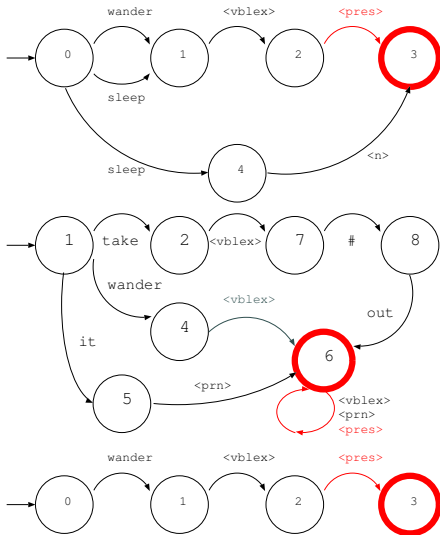 wander <vblex> <pres>
0 1 2 3
sleep
sleep 4 <n>
1 take 2 <vblex> 7 # 8
wander
<vblex>
4 out
it 6
5 <prn>
<vblex>
<prn>
<pres>
wander <vblex> <pres>
0 1 2 3